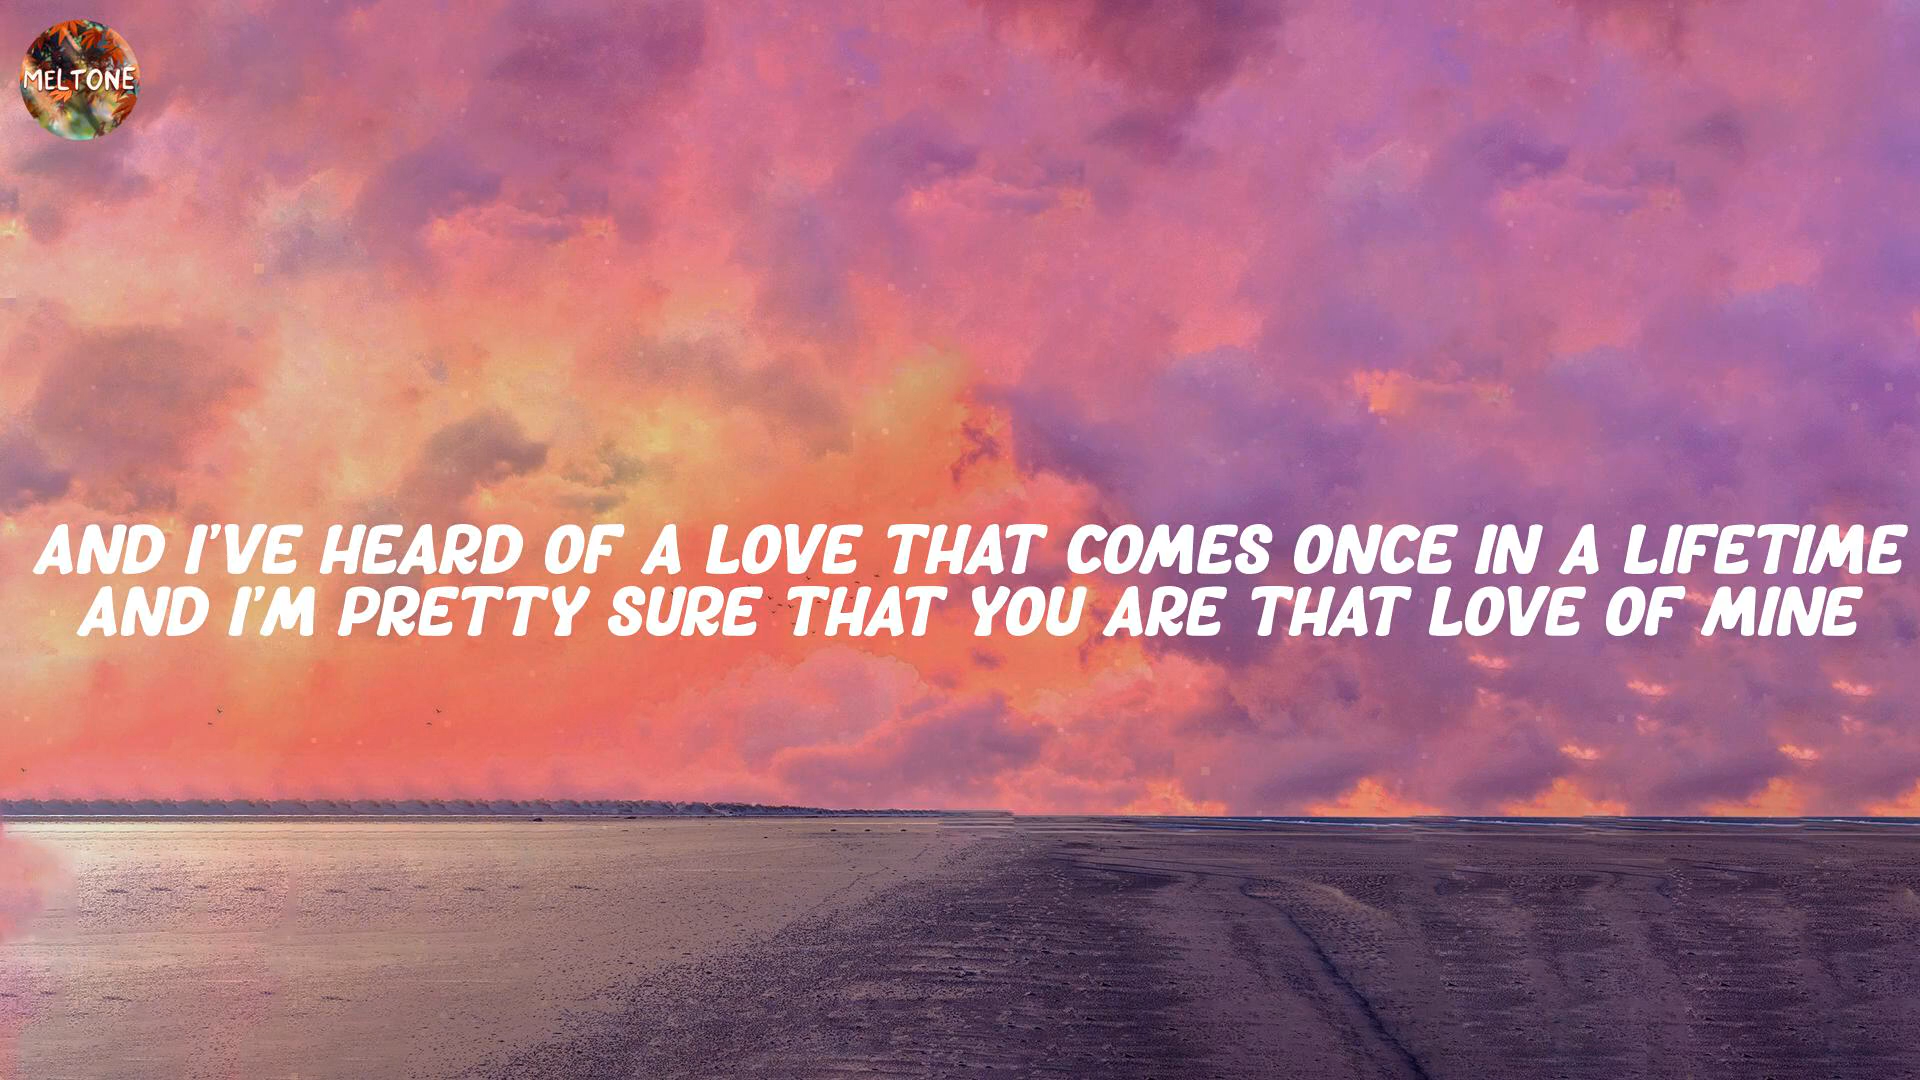 MELTONE
AND I'VE HEARD OF A LOVE THAT COMES ONCE IN A LIFETIME
AND I'M PRETTY SURE THAT YOU ARE THAT LOVE OF MINE